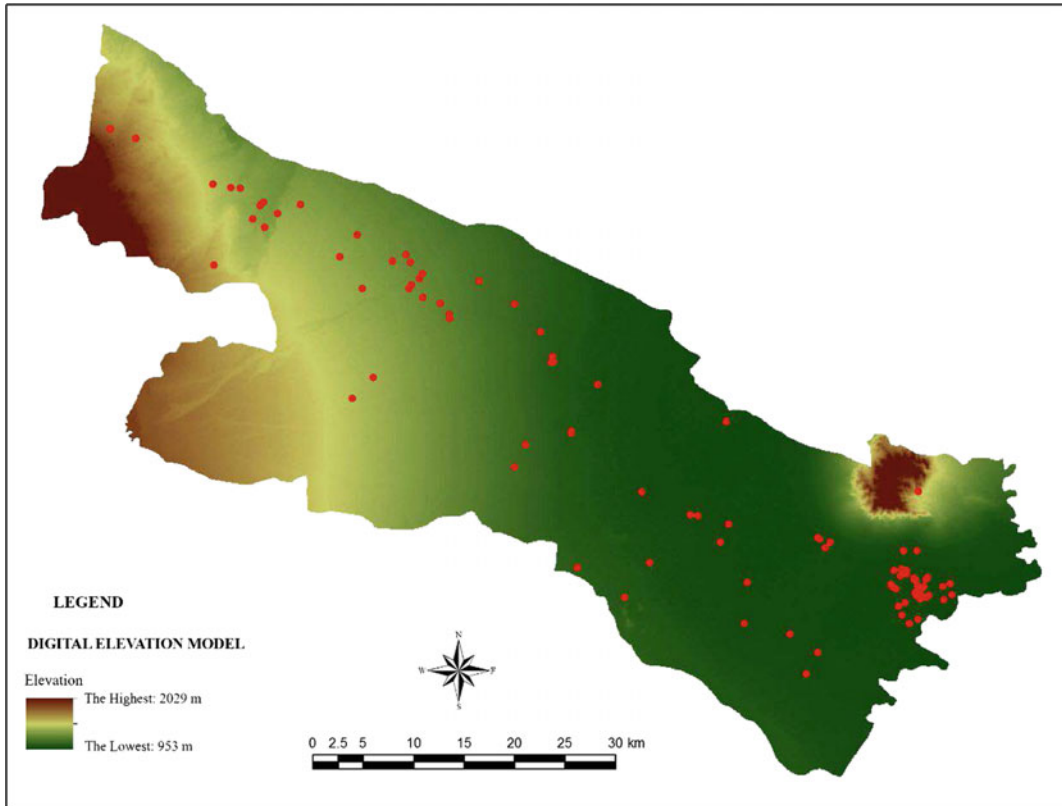 N
W
F
S
LEGEND
DIGITAL ELEVATION MODEL
Elevation
The Highest: 2029 m
The Lowest: 953 m
0 2.5 5 10 15 20 25 30 km